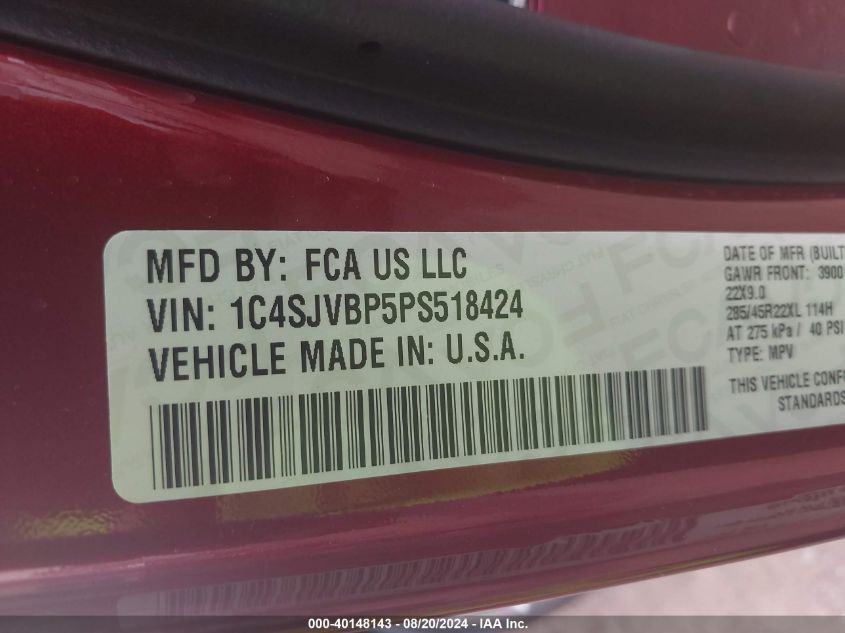 MFD BY: FCA US LLC
VIN: 1C4SJVBP5PS518424
VEHICLE MADE IN: U.S.A.
DATE OF MFR (BUILT
GAWR FRONT: 3900
22X9.0
285/45R22XL 114H
AT 275 kPa / 40 PSI
TYPE: MPV
THIS VEHICLE CONFO
STANDARDS
000-40148143 - 08/20/2024 - IAA Inc.